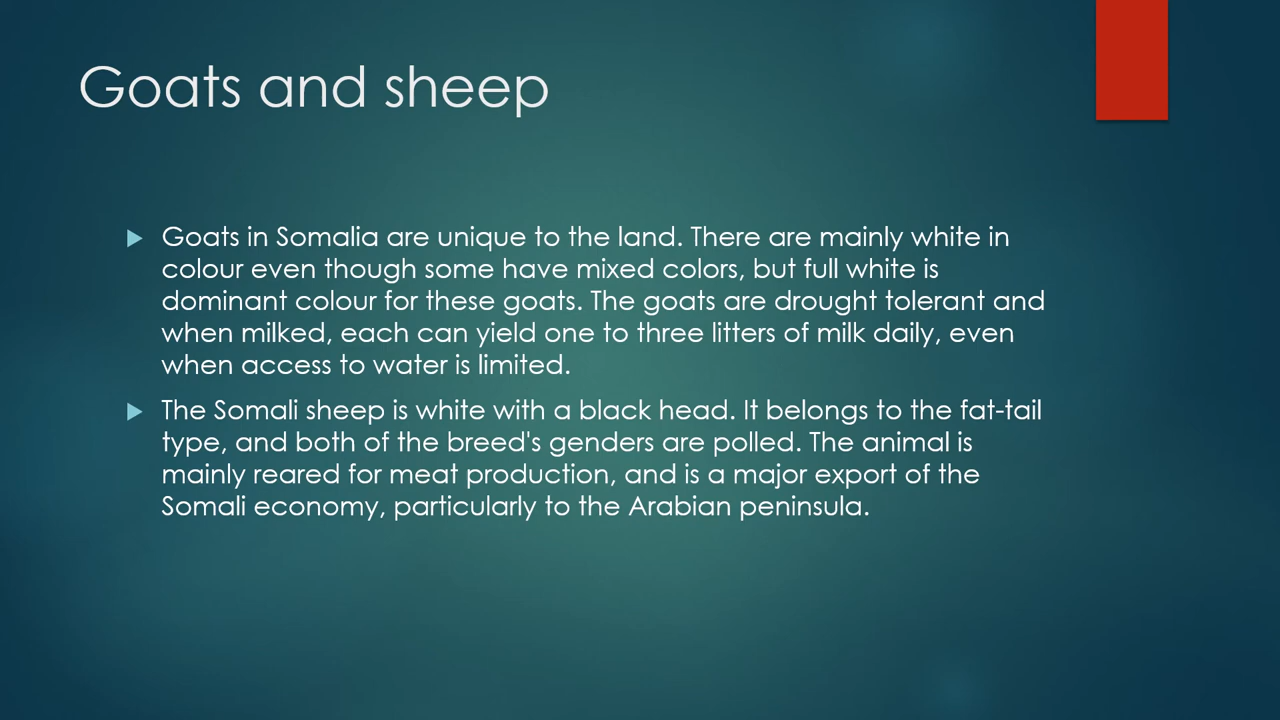 Goats and sheep
Goats in Somalia are unique to the land. There are mainly white in
colour even though some have mixed colors, but full white is
dominant colour for these goats. The goats are drought tolerant and
when milked, each can yield one to three litters of milk daily, even
when access to water is limited.
The Somali sheep is white with a black head. It belongs to the fat-tail
type, and both of the breed's genders are polled. The animal is
mainly reared for meat production, and is a major export of the
Somali economy, particularly to the Arabian peninsula.